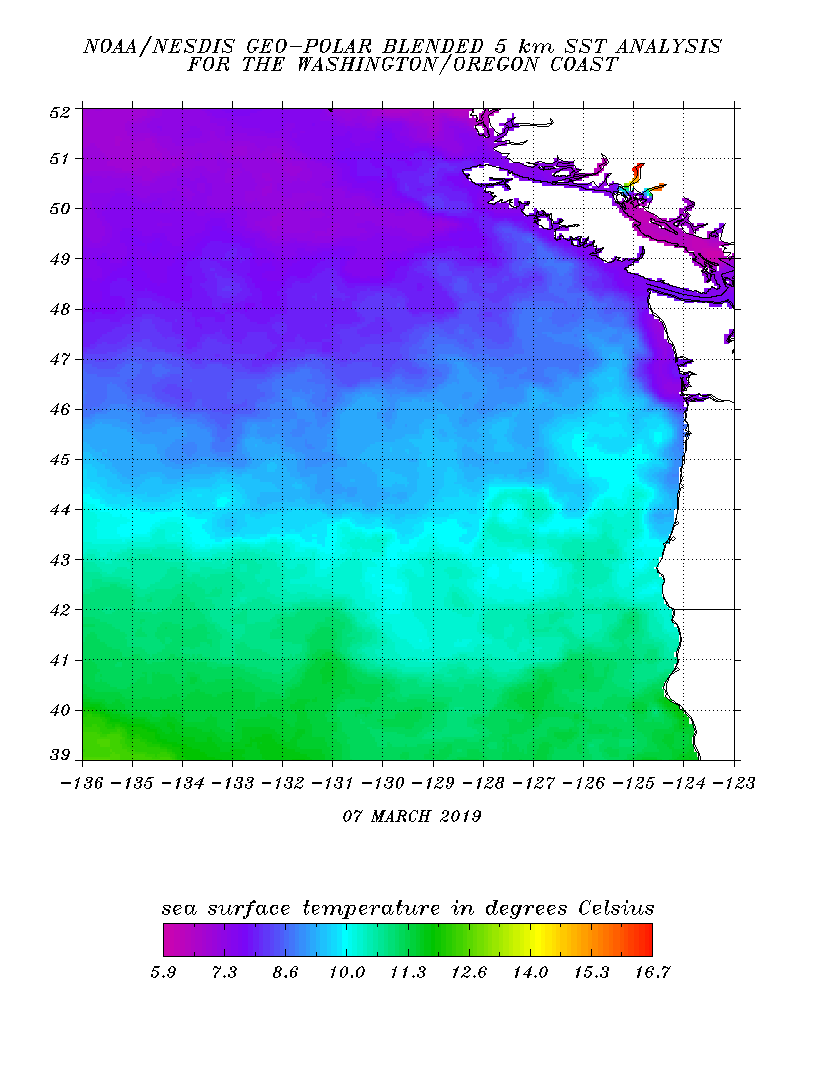 NOAA/NESDIS GEO-POLAR BLENDED 5 km SST ANALYSIS
FOR THE WASHINGTON/OREGON COAST
52
51
50
49
48
47
46
45
44
43
42
41
40
39
-136 -135 -134 -133 -132 -131 -130 -129 -128 -127 -126 -125 -124 -123
07 MARCH 2019
sea surface temperature in degrees Celsius
5.9 7.3 8.6 10.0 11.3 12.6 14.0 15.3 16.7